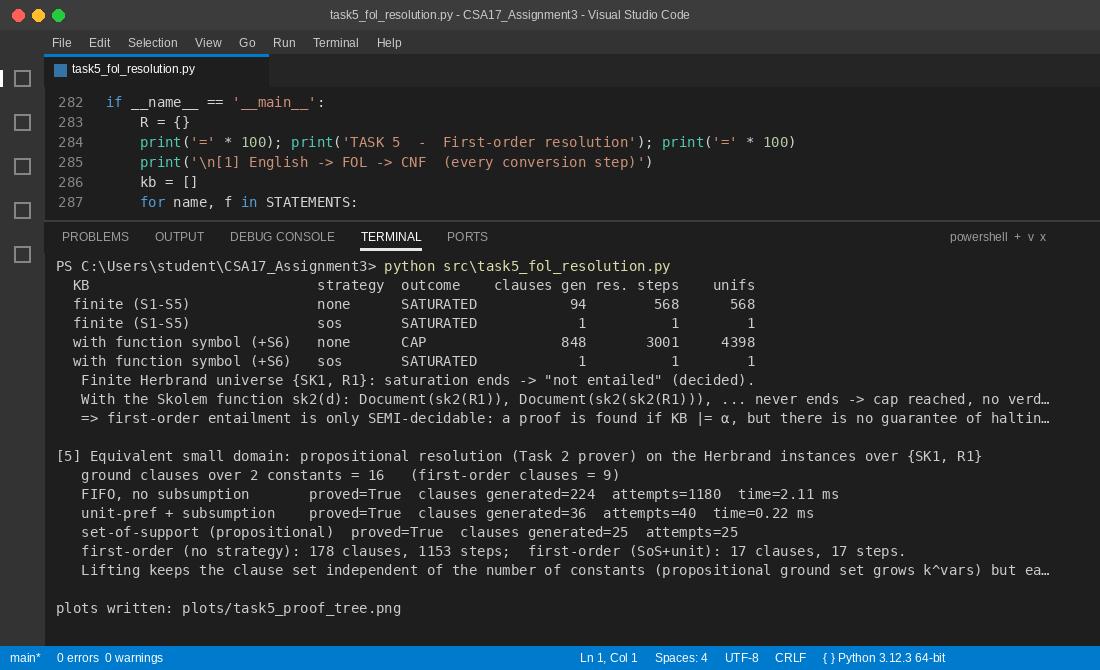 task5_fol_resolution.py - CSA17_Assignment3 - Visual Studio Code
File Edit Selection View Go Run Terminal Help
task5_fol_resolution.py
282 if __name__ == '__main__':
283     R = {}
284     print('=' * 100); print('TASK 5  -  First-order resolution'); print('=' * 100)
285     print('\n[1] English -> FOL -> CNF  (every conversion step)')
286     kb = []
287     for name, f in STATEMENTS:
PROBLEMS OUTPUT DEBUG CONSOLE TERMINAL PORTS powershell + v x
PS C:\Users\student\CSA17_Assignment3> python src\task5_fol_resolution.py
  KB                           strategy  outcome    clauses gen res. steps    unifs
  finite (S1-S5)               none      SATURATED           94        568      568
  finite (S1-S5)               sos       SATURATED            1          1        1
  with function symbol (+S6)   none      CAP                848       3001     4398
  with function symbol (+S6)   sos       SATURATED            1          1        1
   Finite Herbrand universe {SK1, R1}: saturation ends -> "not entailed" (decided).
   With the Skolem function sk2(d): Document(sk2(R1)), Document(sk2(sk2(R1))), ... never ends -> cap reached, no verd…
   => first-order entailment is only SEMI-decidable: a proof is found if KB |= α, but there is no guarantee of haltin…
[5] Equivalent small domain: propositional resolution (Task 2 prover) on the Herbrand instances over {SK1, R1}
   ground clauses over 2 constants = 16   (first-order clauses = 9)
   FIFO, no subsumption       proved=True  clauses generated=224  attempts=1180  time=2.11 ms
   unit-pref + subsumption    proved=True  clauses generated=36  attempts=40  time=0.22 ms
   set-of-support (propositional)  proved=True  clauses generated=25  attempts=25
   first-order (no strategy): 178 clauses, 1153 steps;  first-order (SoS+unit): 17 clauses, 17 steps.
   Lifting keeps the clause set independent of the number of constants (propositional ground set grows k^vars) but ea…
plots written: plots/task5_proof_tree.png
main* 0 errors 0 warnings Ln 1, Col 1 Spaces: 4 UTF-8 CRLF { } Python 3.12.3 64-bit